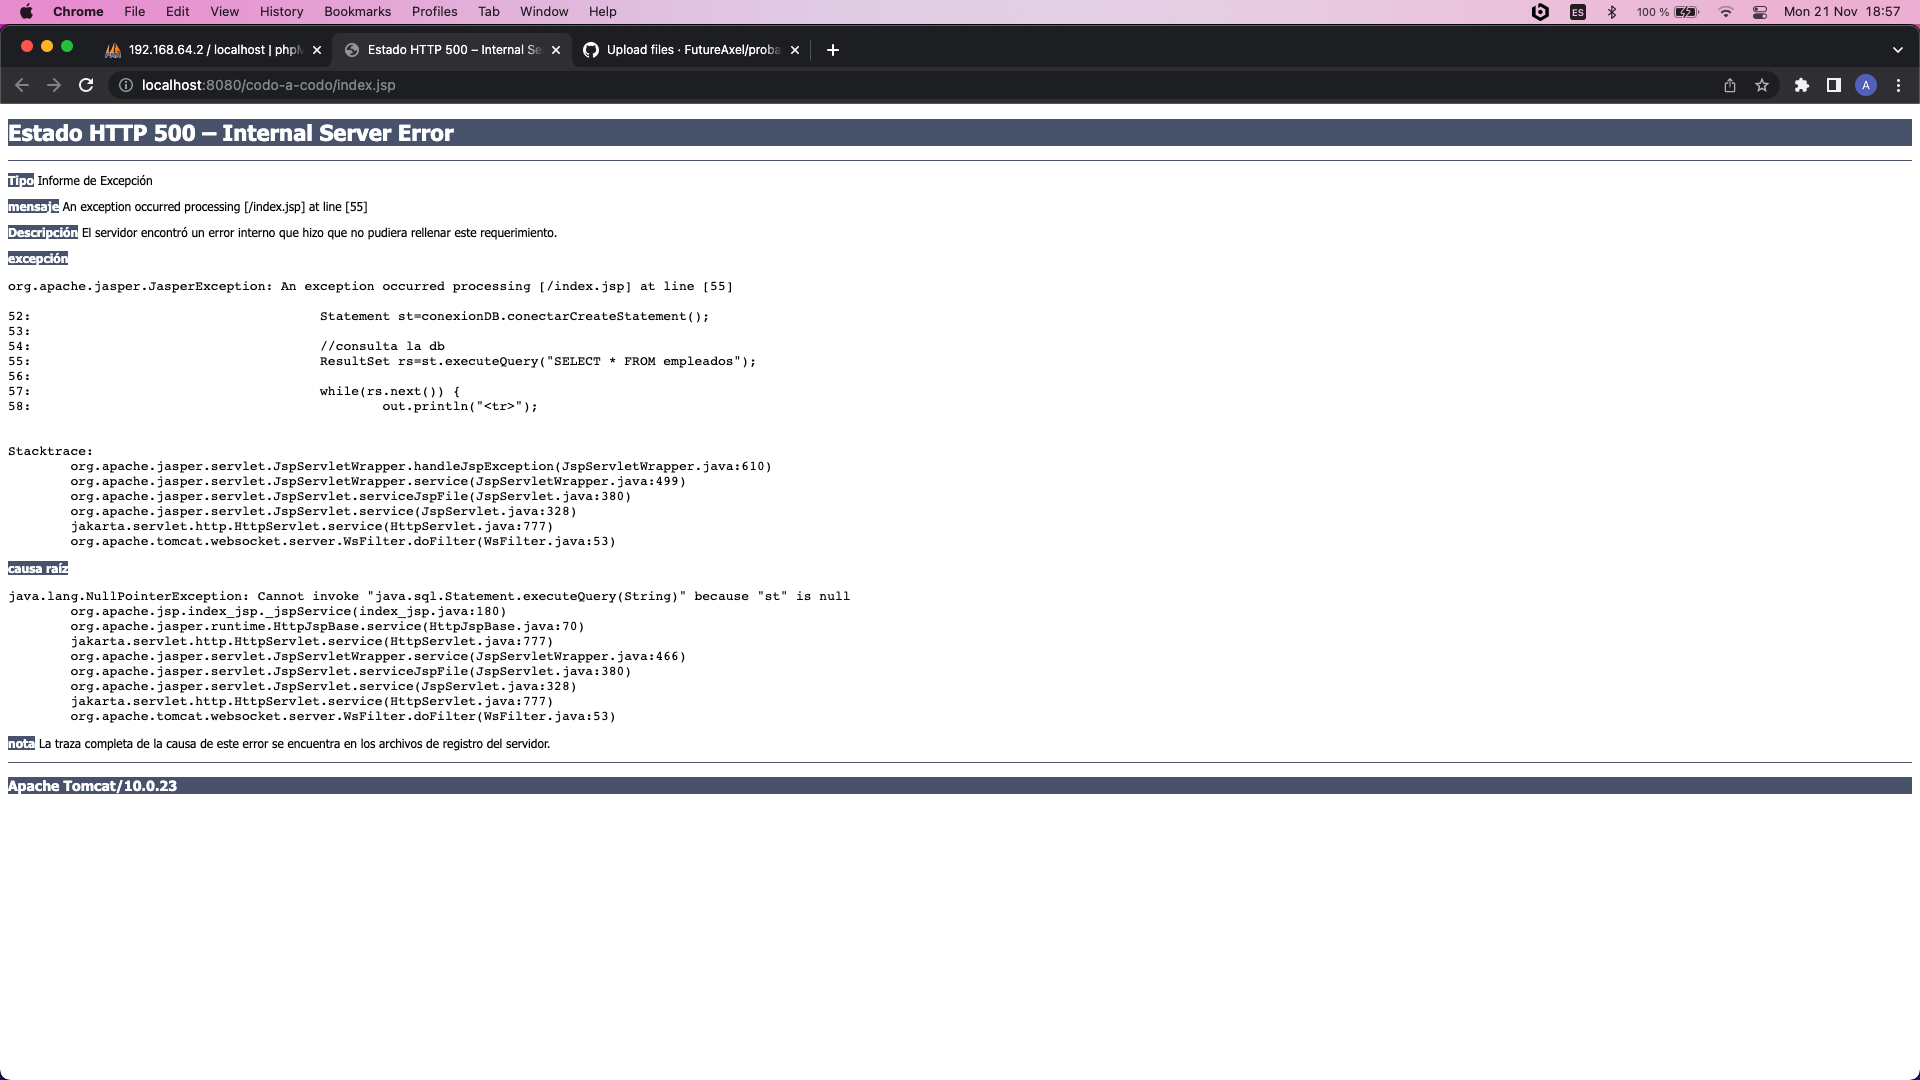 Chrome File Edit View History Bookmarks Profiles Tab Window Help ES 100 % Mon 21 Nov 18:57
192.168.64.2 / localhost | phpM Estado HTTP 500 – Internal Se Upload files · FutureAxel/proba
localhost:8080/codo-a-codo/index.jsp A
Estado HTTP 500 – Internal Server Error
Tipo Informe de Excepción
mensaje An exception occurred processing [/index.jsp] at line [55]
Descripción El servidor encontró un error interno que hizo que no pudiera rellenar este requerimiento.
excepción
org.apache.jasper.JasperException: An exception occurred processing [/index.jsp] at line [55]
52: Statement st=conexionDB.conectarCreateStatement();
53:
54: //consulta la db
55: ResultSet rs=st.executeQuery("SELECT * FROM empleados");
56:
57: while(rs.next()) {
58: out.println("<tr>");
Stacktrace:
org.apache.jasper.servlet.JspServletWrapper.handleJspException(JspServletWrapper.java:610)
org.apache.jasper.servlet.JspServletWrapper.service(JspServletWrapper.java:499)
org.apache.jasper.servlet.JspServlet.serviceJspFile(JspServlet.java:380)
org.apache.jasper.servlet.JspServlet.service(JspServlet.java:328)
jakarta.servlet.http.HttpServlet.service(HttpServlet.java:777)
org.apache.tomcat.websocket.server.WsFilter.doFilter(WsFilter.java:53)
causa raíz
java.lang.NullPointerException: Cannot invoke "java.sql.Statement.executeQuery(String)" because "st" is null
org.apache.jsp.index_jsp._jspService(index_jsp.java:180)
org.apache.jasper.runtime.HttpJspBase.service(HttpJspBase.java:70)
jakarta.servlet.http.HttpServlet.service(HttpServlet.java:777)
org.apache.jasper.servlet.JspServletWrapper.service(JspServletWrapper.java:466)
org.apache.jasper.servlet.JspServlet.serviceJspFile(JspServlet.java:380)
org.apache.jasper.servlet.JspServlet.service(JspServlet.java:328)
jakarta.servlet.http.HttpServlet.service(HttpServlet.java:777)
org.apache.tomcat.websocket.server.WsFilter.doFilter(WsFilter.java:53)
nota La traza completa de la causa de este error se encuentra en los archivos de registro del servidor.
Apache Tomcat/10.0.23